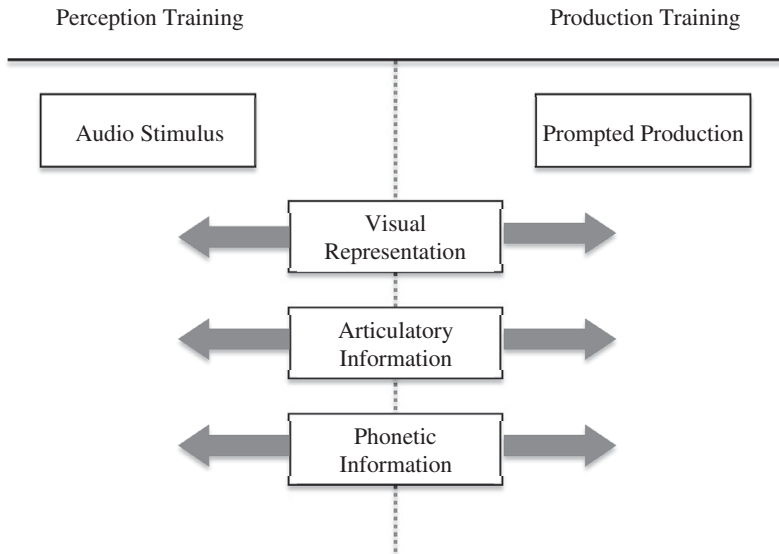 Perception Training
Production Training
Audio Stimulus
Prompted Production
Visual
Representation
Articulatory
Information
Phonetic
Information